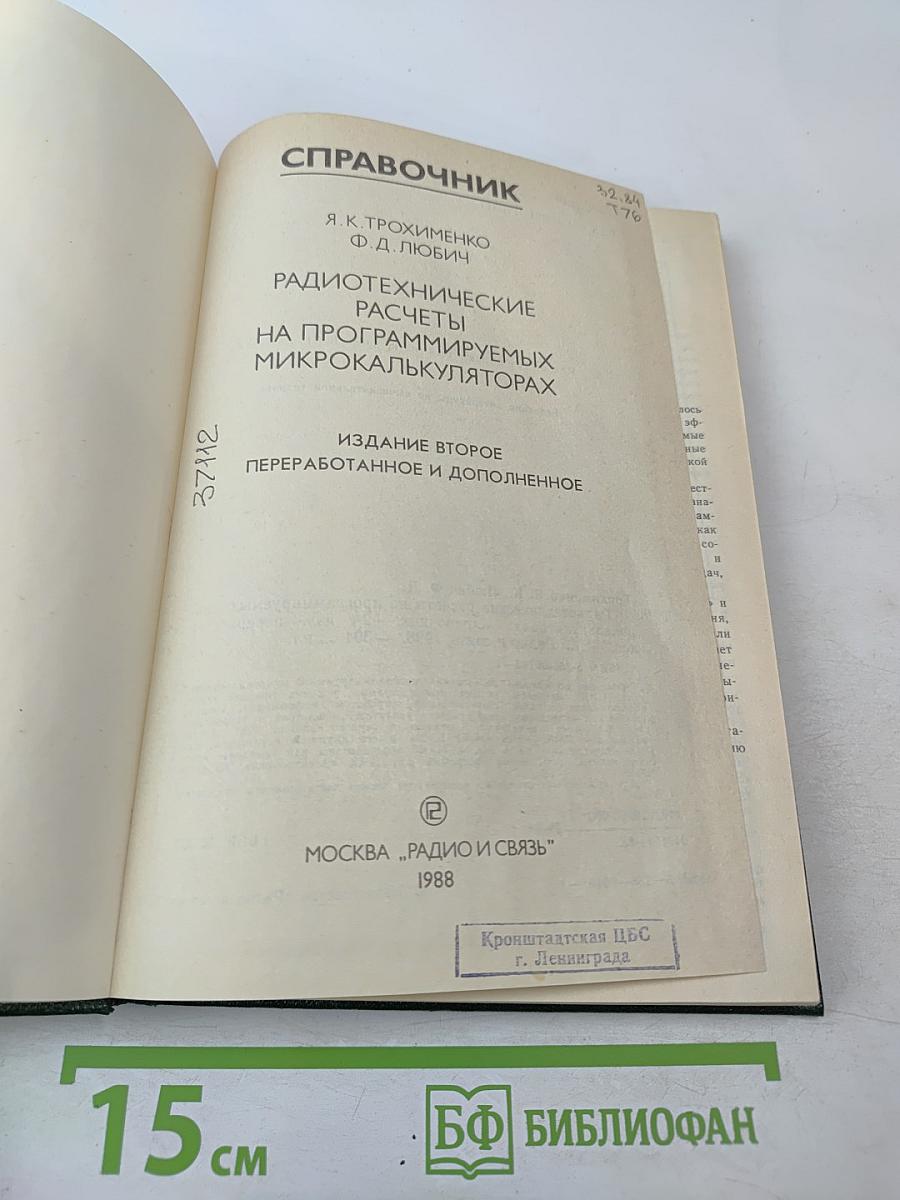 СПРАВОЧНИК
32.84
Т76
Я.К.ТРОХИМЕНКО
Ф.Д.ЛЮБИЧ
РАДИОТЕХНИЧЕСКИЕ
РАСЧЕТЫ
НА ПРОГРАММИРУЕМЫХ
МИКРОКАЛЬКУЛЯТОРАХ
ИЗДАНИЕ ВТОРОЕ
ПЕРЕРАБОТАННОЕ И ДОПОЛНЕННОЕ
37112
МОСКВА „РАДИО И СВЯЗЬ"
1988
Кронштадтская ЦБС
г. Ленинграда
15 см
БФ БИБЛИОФАН